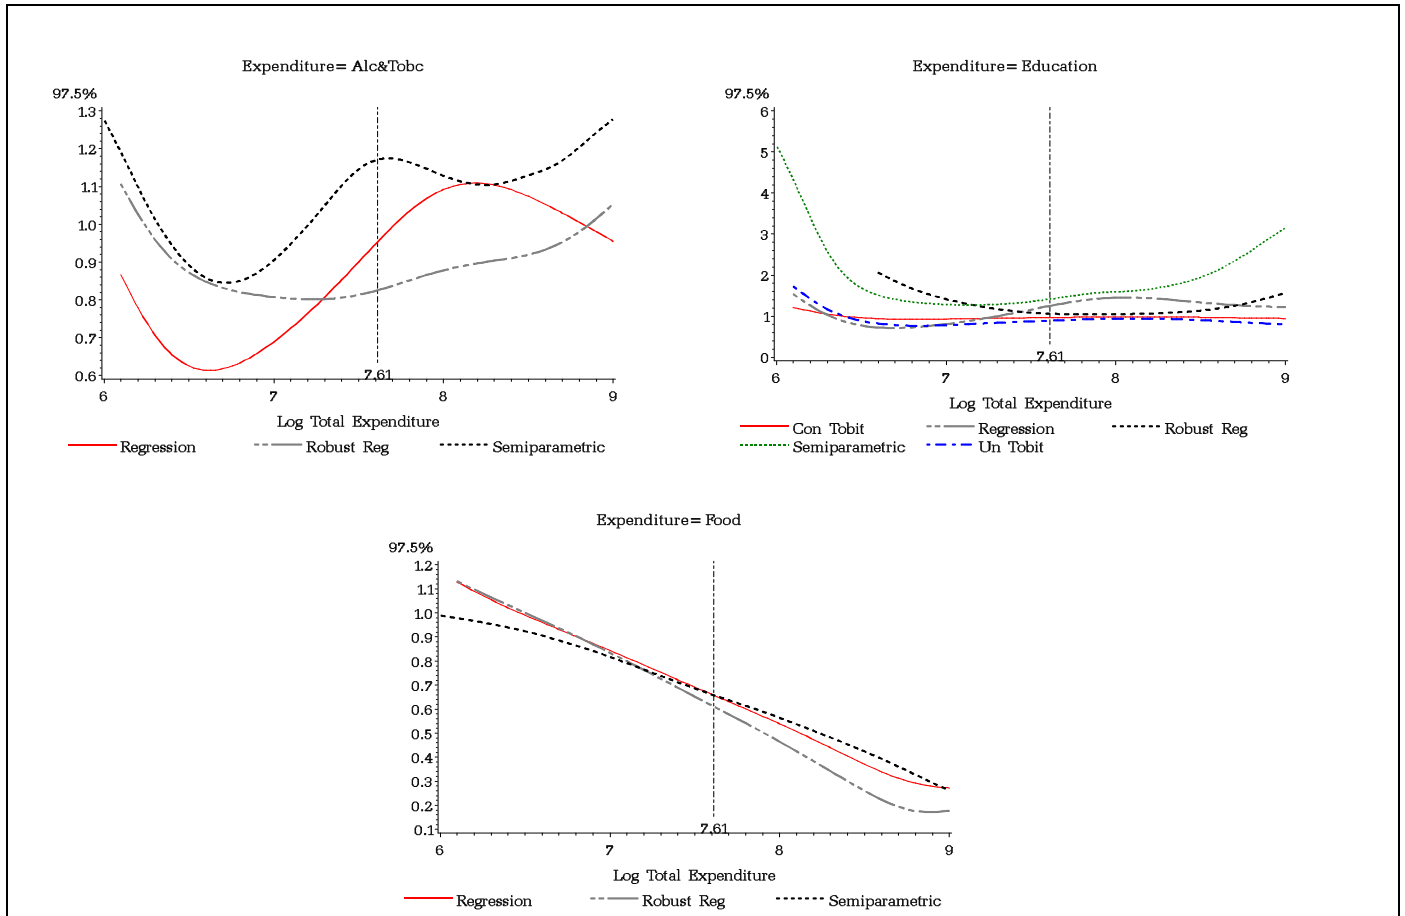 Expenditure= Alc&Tobc
97.5%
1.3
1.2
1.1
1.0
0.9
0.8
0.7
0.6
7.61
6 7 8 9
Log Total Expenditure
Regression Robust Reg Semiparametric
Expenditure= Education
97.5%
6
5
4
3
2
1
0
7.61
6 7 8 9
Log Total Expenditure
Con Tobit Regression Robust Reg
Semiparametric Un Tobit
Expenditure= Food
97.5%
1.2
1.1
1.0
0.9
0.8
0.7
0.6
0.5
0.4
0.3
0.2
0.1
7.61
6 7 8 9
Log Total Expenditure
Regression Robust Reg Semiparametric